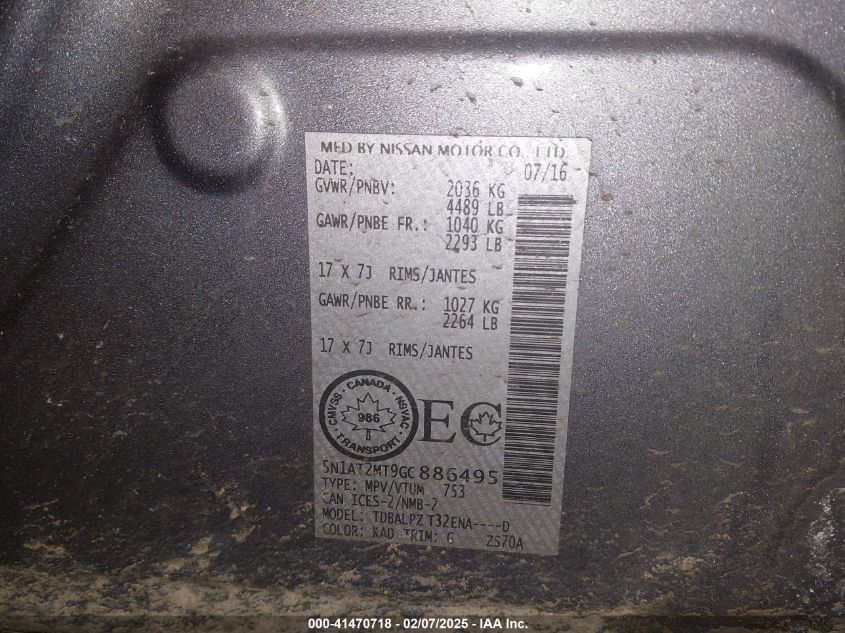 MFD BY NISSAN MOTOR CO., LTD.
DATE: 07/16
GVWR/PNBV: 2036 KG
4489 LB
GAWR/PNBE FR.: 1040 KG
2293 LB
17 X 7J RIMS/JANTES
GAWR/PNBE RR.: 1027 KG
2264 LB
17 X 7J RIMS/JANTES
CANADA
CMVSS 986 NSVAC
TRANSPORT
EC
5N1AT2MT9GC886495
TYPE: MPV/VTUM 753
CAN ICES-2/NMB-2
MODEL: TDBALPZ T32ENA----D
COLOR: KAD TRIM: G ZS70A
000-41470718 - 02/07/2025 - IAA Inc.